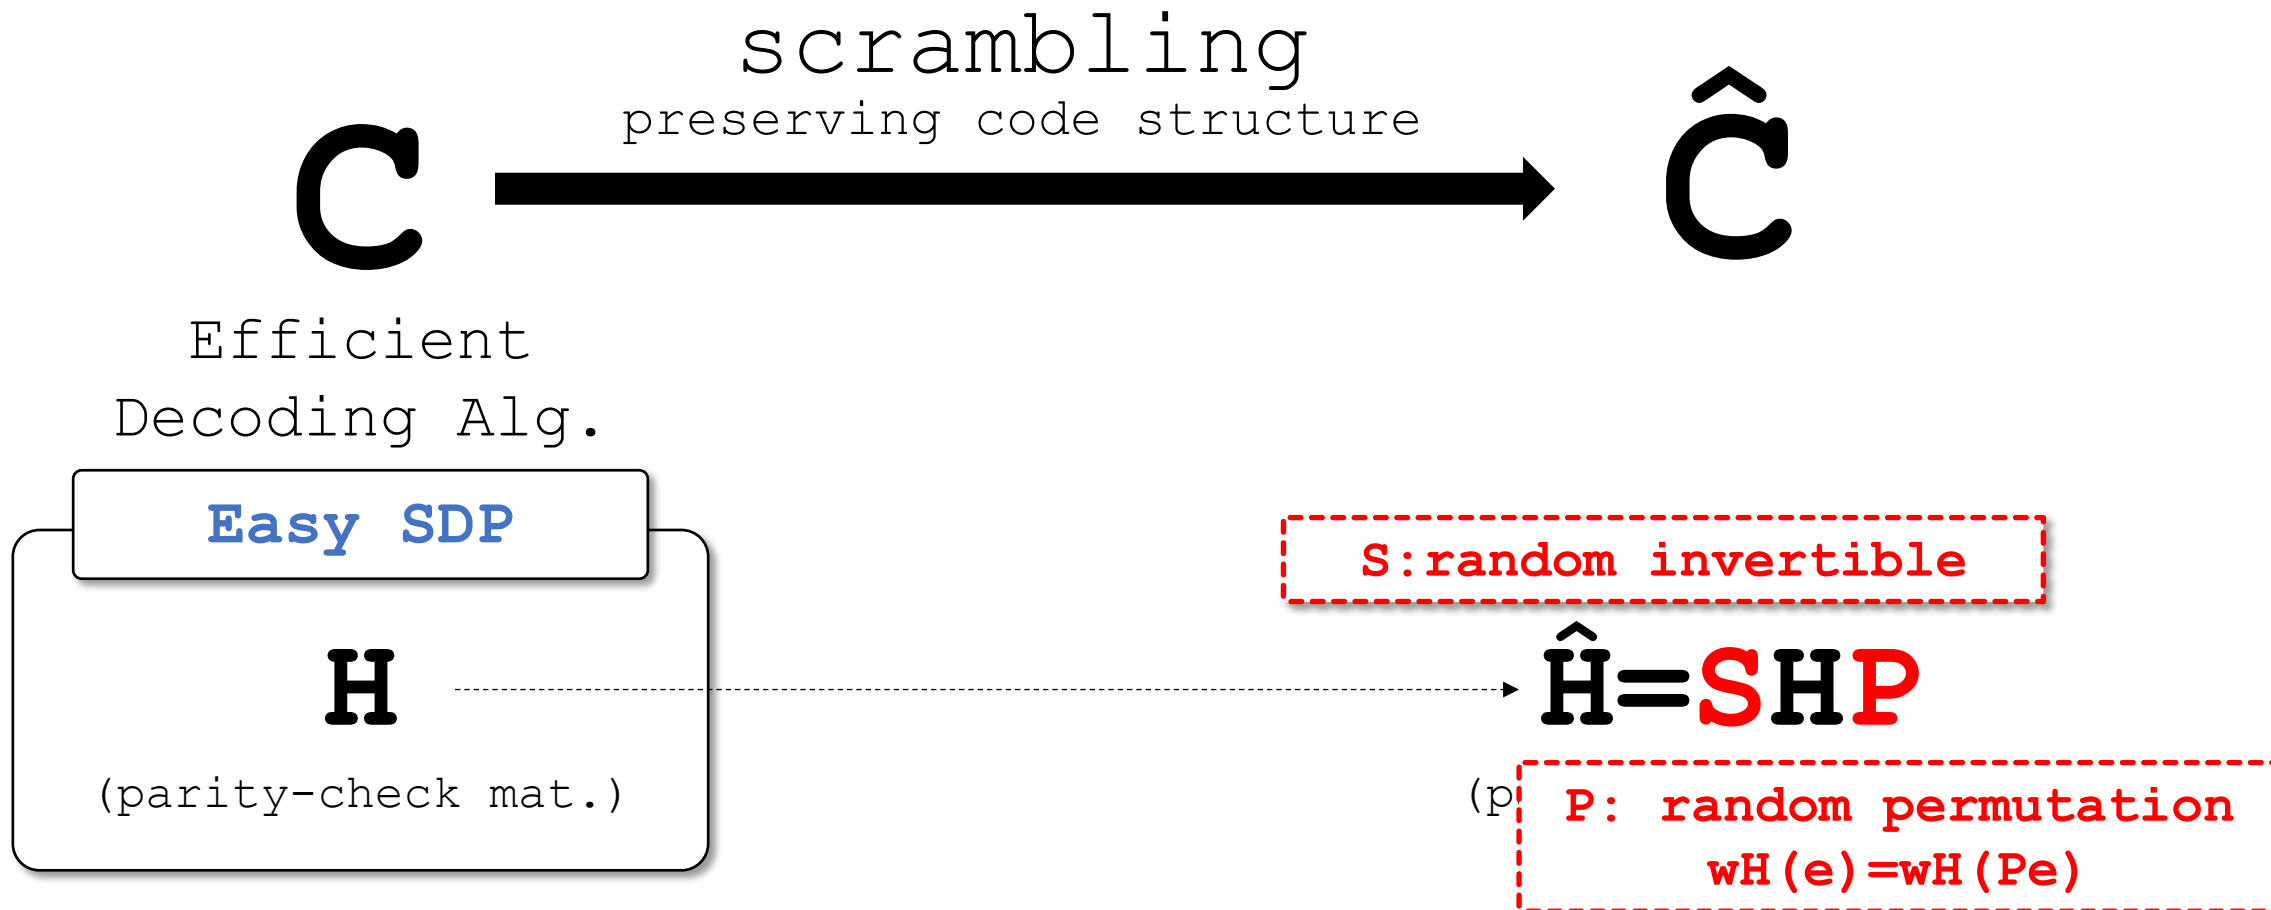 scrambling
preserving code structure
C
Ĉ
Efficient
Decoding Alg.
Easy SDP
H
(parity-check mat.)
S:random invertible
Ĥ=SHP
(p
P: random permutation
wH(e)=wH(Pe)